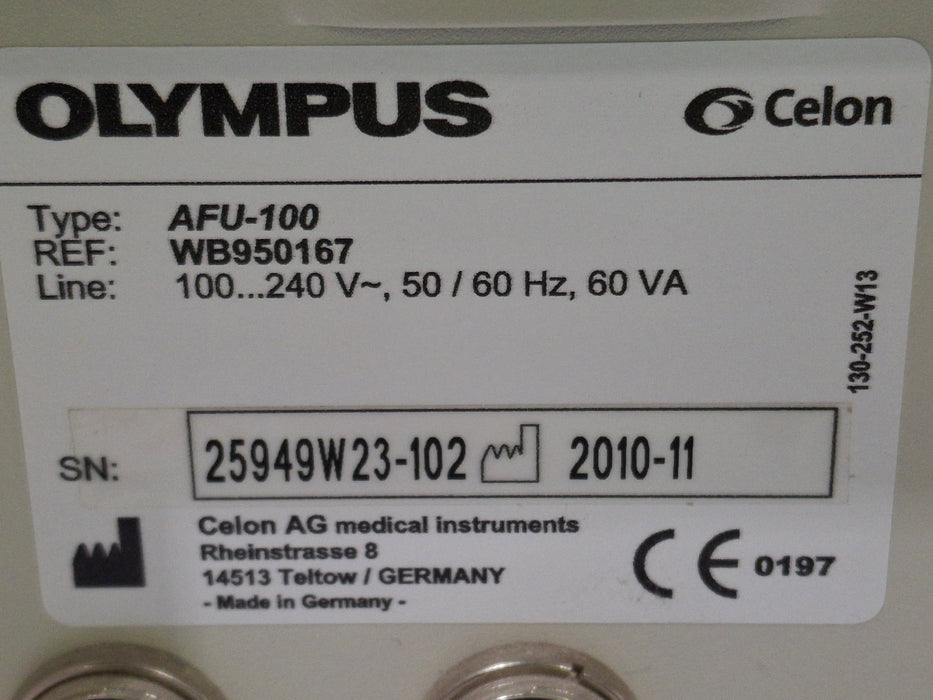 OLYMPUS
Celon
Type: AFU-100
REF: WB950167
Line: 100...240 V~, 50 / 60 Hz, 60 VA
130-252-W13
SN: 25949W23-102 2010-11
Celon AG medical instruments
Rheinstrasse 8
14513 Teltow / GERMANY
- Made in Germany -
CE 0197